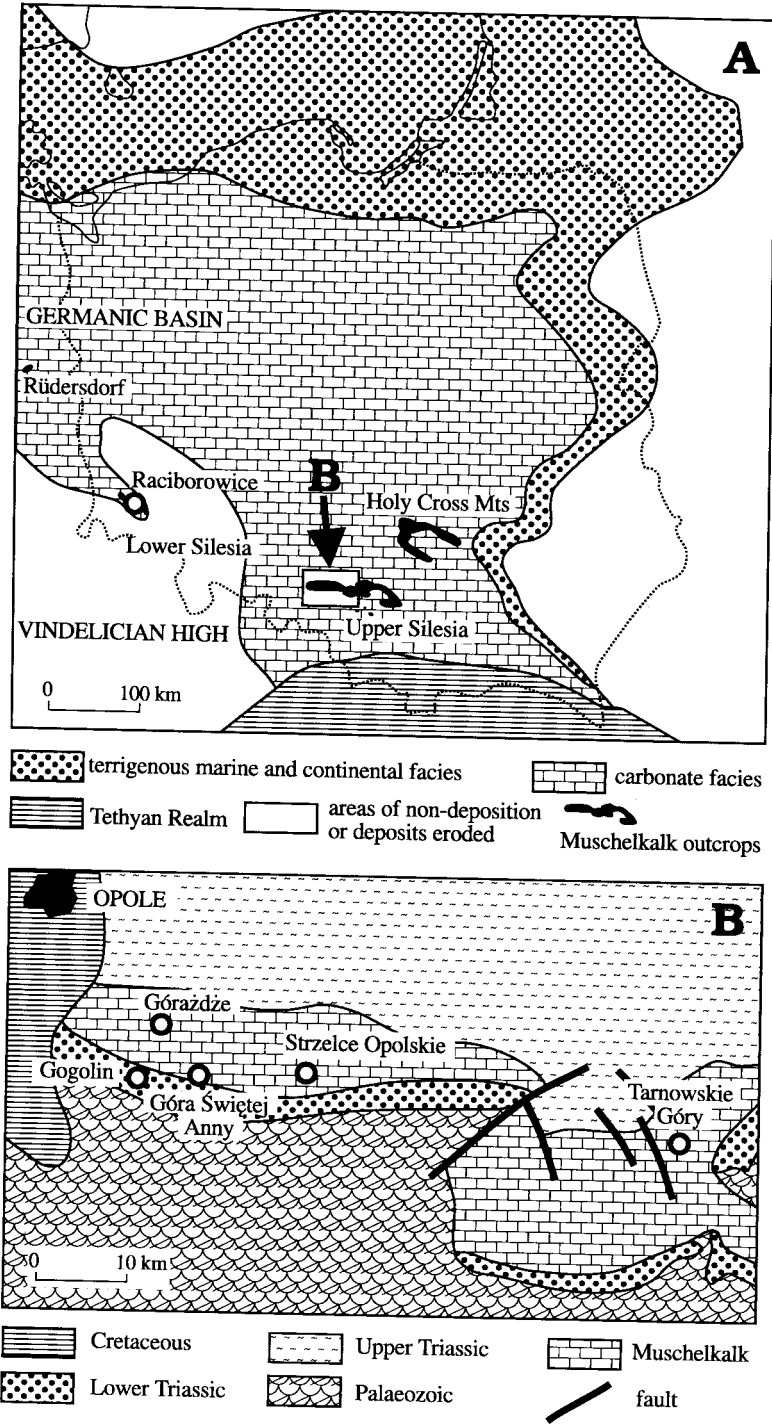 A
GERMANIC BASIN
Rüdersdorf
Raciborowice
B
Holy Cross Mts
Lower Silesia
VINDELICIAN HIGH
Upper Silesia
0 100 km
terrigenous marine and continental facies
carbonate facies
Tethyan Realm
areas of non-deposition
or deposits eroded
Muschelkalk outcrops
OPOLE
B
Górażdże
Strzelce Opolskie
Gogolin
Tarnowskie
Góry
Góra Świętej
Anny
0 10 km
Cretaceous
Upper Triassic
Muschelkalk
Lower Triassic
Palaeozoic
fault